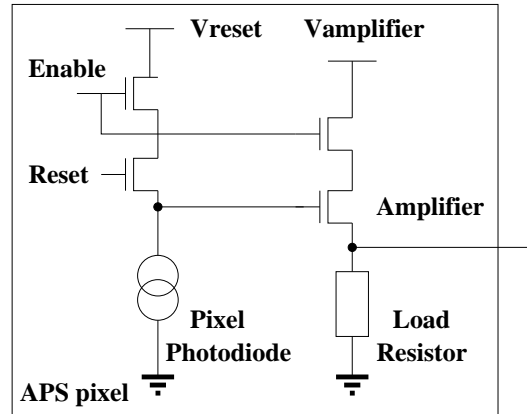 Vreset
Vamplifier
Enable
Reset
Amplifier
Pixel
Photodiode
Load
Resistor
APS pixel